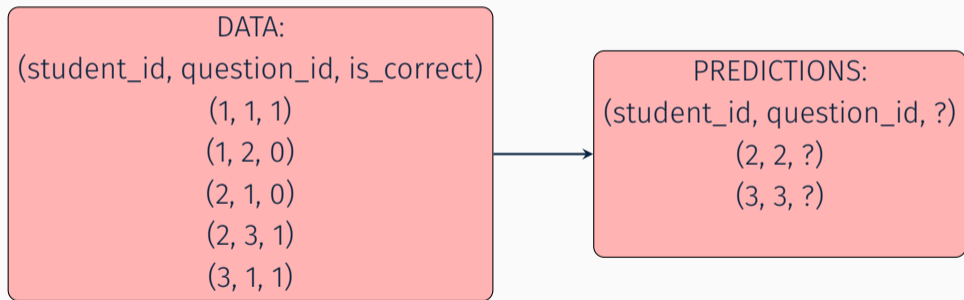 DATA:
(student_id, question_id, is_correct)
(1, 1, 1)
(1, 2, 0)
(2, 1, 0)
(2, 3, 1)
(3, 1, 1)
PREDICTIONS:
(student_id, question_id, ?)
(2, 2, ?)
(3, 3, ?)